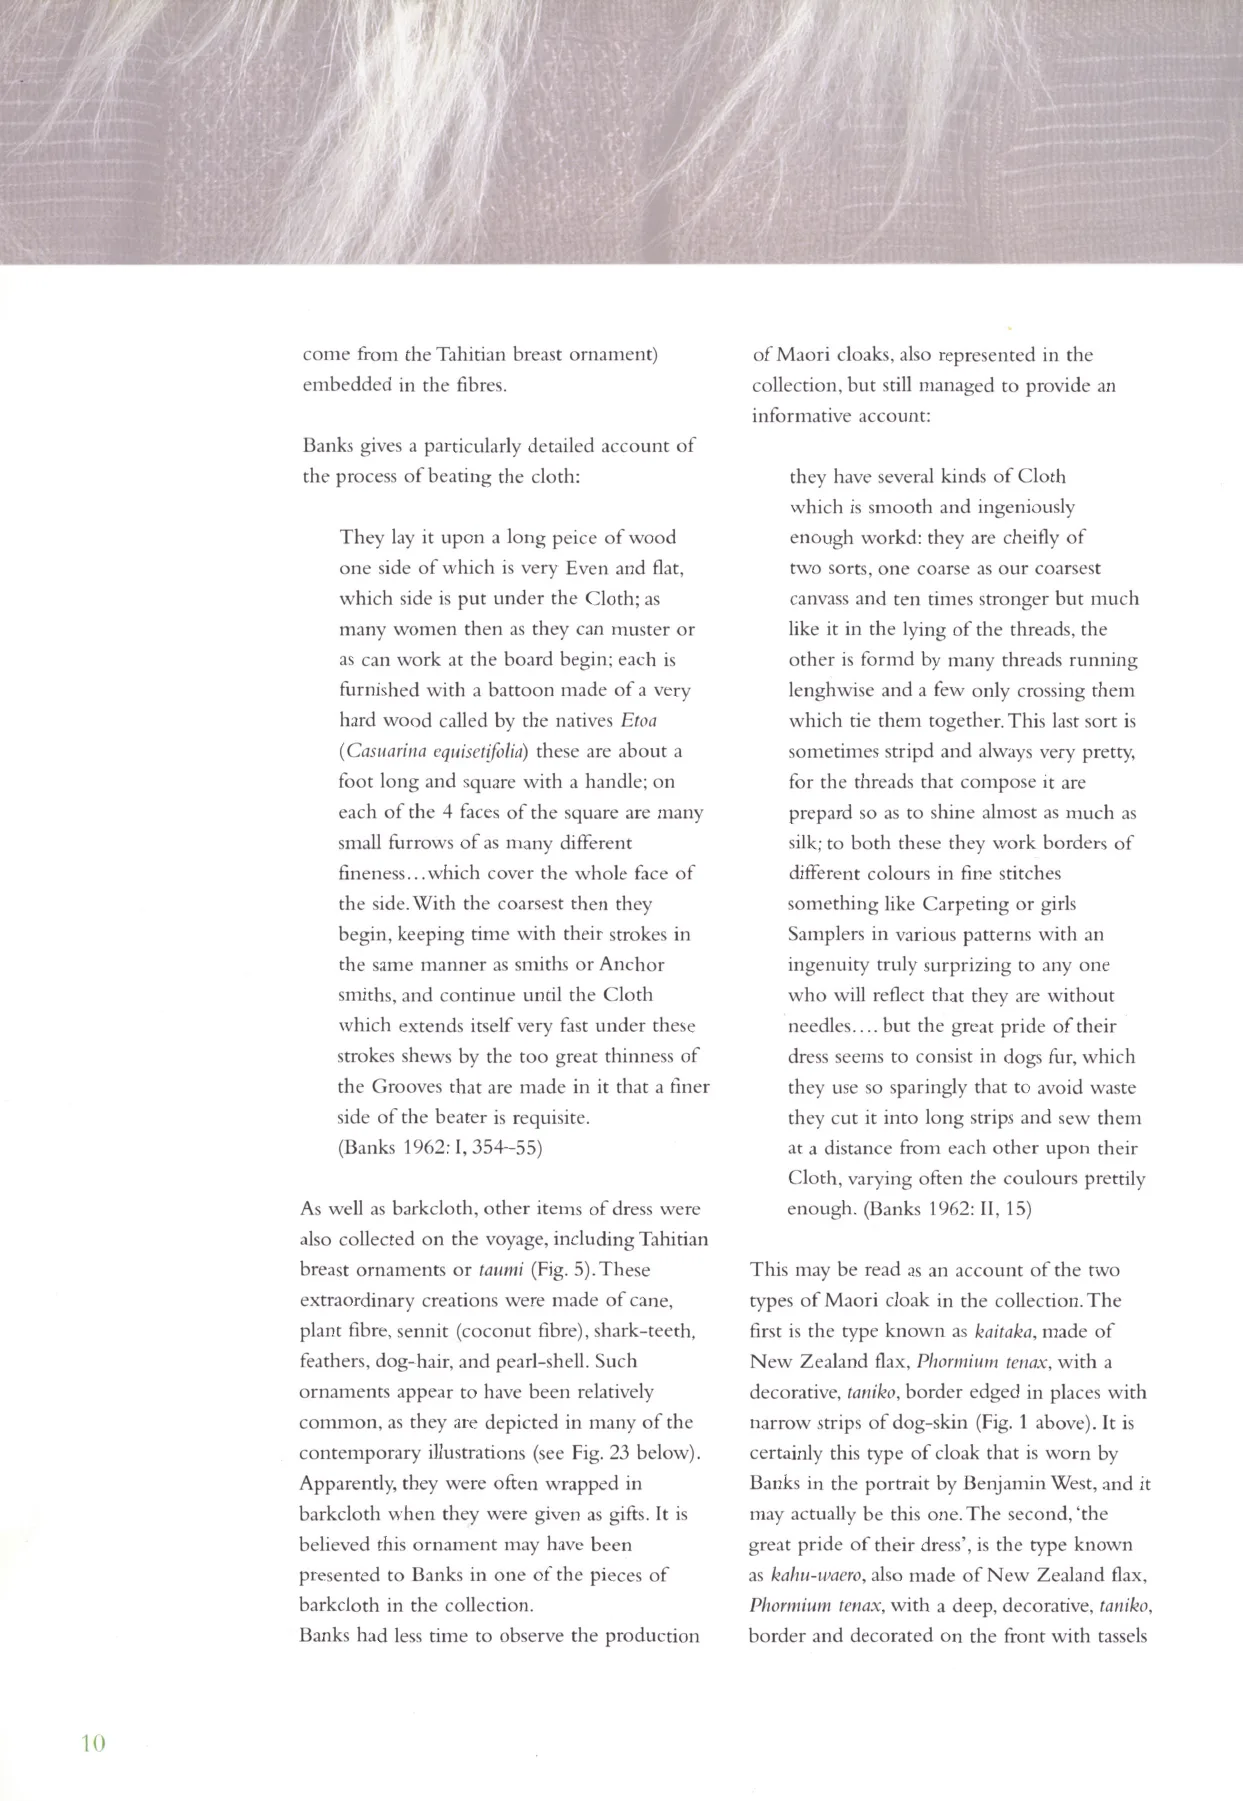 come from the Tahitian breast ornament)
embedded in the fibres.
Banks gives a particularly detailed account of
the process of beating the cloth:
They lay it upon a long peice of wood
one side of which is very Even and flat,
which side is put under the Cloth; as
many women then as they can muster or
as can work at the board begin; each is
furnished with a battoon made of a very
hard wood called by the natives Etoa
(Casuarina equisetifolia) these are about a
foot long and square with a handle; on
each of the 4 faces of the square are many
small furrows of as many different
fineness...which cover the whole face of
the side. With the coarsest then they
begin, keeping time with their strokes in
the same manner as smiths or Anchor
smiths, and continue until the Cloth
which extends itself very fast under these
strokes shews by the too great thinness of
the Grooves that are made in it that a finer
side of the beater is requisite.
(Banks 1962: I, 354–55)
As well as barkcloth, other items of dress were
also collected on the voyage, including Tahitian
breast ornaments or taumi (Fig. 5). These
extraordinary creations were made of cane,
plant fibre, sennit (coconut fibre), shark-teeth,
feathers, dog-hair, and pearl-shell. Such
ornaments appear to have been relatively
common, as they are depicted in many of the
contemporary illustrations (see Fig. 23 below).
Apparently, they were often wrapped in
barkcloth when they were given as gifts. It is
believed this ornament may have been
presented to Banks in one of the pieces of
barkcloth in the collection.
Banks had less time to observe the production
of Maori cloaks, also represented in the
collection, but still managed to provide an
informative account:
they have several kinds of Cloth
which is smooth and ingeniously
enough workd: they are cheifly of
two sorts, one coarse as our coarsest
canvass and ten times stronger but much
like it in the lying of the threads, the
other is formd by many threads running
lenghwise and a few only crossing them
which tie them together. This last sort is
sometimes stripd and always very pretty,
for the threads that compose it are
prepard so as to shine almost as much as
silk; to both these they work borders of
different colours in fine stitches
something like Carpeting or girls
Samplers in various patterns with an
ingenuity truly surprizing to any one
who will reflect that they are without
needles.... but the great pride of their
dress seems to consist in dogs fur, which
they use so sparingly that to avoid waste
they cut it into long strips and sew them
at a distance from each other upon their
Cloth, varying often the coulours prettily
enough. (Banks 1962: II, 15)
This may be read as an account of the two
types of Maori cloak in the collection. The
first is the type known as kaitaka, made of
New Zealand flax, Phormium tenax, with a
decorative, taniko, border edged in places with
narrow strips of dog-skin (Fig. 1 above). It is
certainly this type of cloak that is worn by
Banks in the portrait by Benjamin West, and it
may actually be this one. The second, 'the
great pride of their dress', is the type known
as kahu-waero, also made of New Zealand flax,
Phormium tenax, with a deep, decorative, taniko,
border and decorated on the front with tassels
10